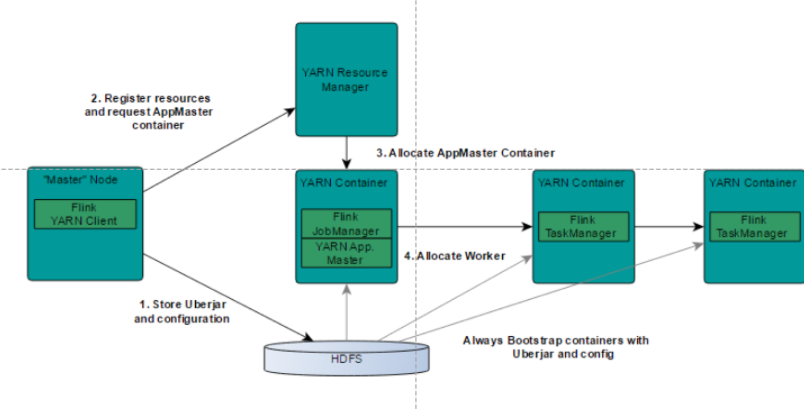 YARN Resource
Manager
2. Register resources
and request AppMaster
container
3. Allocate AppMaster Container
"Master" Node
Flink
YARN Client
YARN Container
Flink
JobManager
YARN App.
Master
YARN Container
Flink
TaskManager
YARN Container
Flink
TaskManager
4. Allocate Worker
1. Store Uberjar
and configuration
Always Bootstrap containers with
Uberjar and config
HDFS